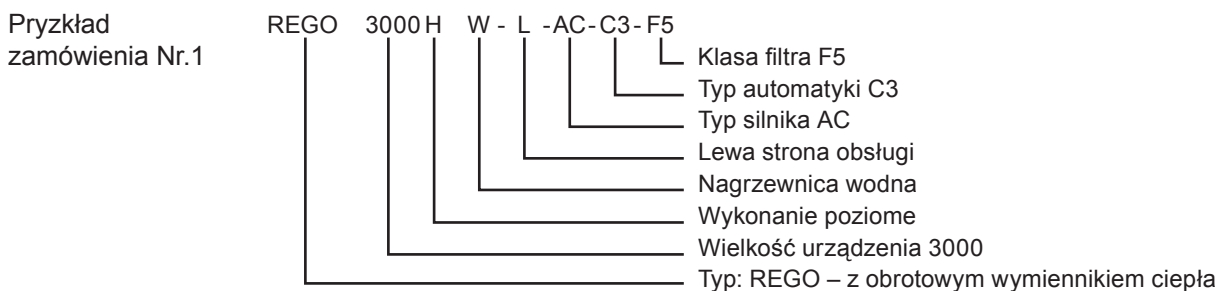 Pryzkład
zamówienia Nr.1
REGO 3000 H W - L - AC - C3 - F5
Klasa filtra F5
Typ automatyki C3
Typ silnika AC
Lewa strona obsługi
Nagrzewnica wodna
Wykonanie poziome
Wielkość urządzenia 3000
Typ: REGO – z obrotowym wymiennikiem ciepła